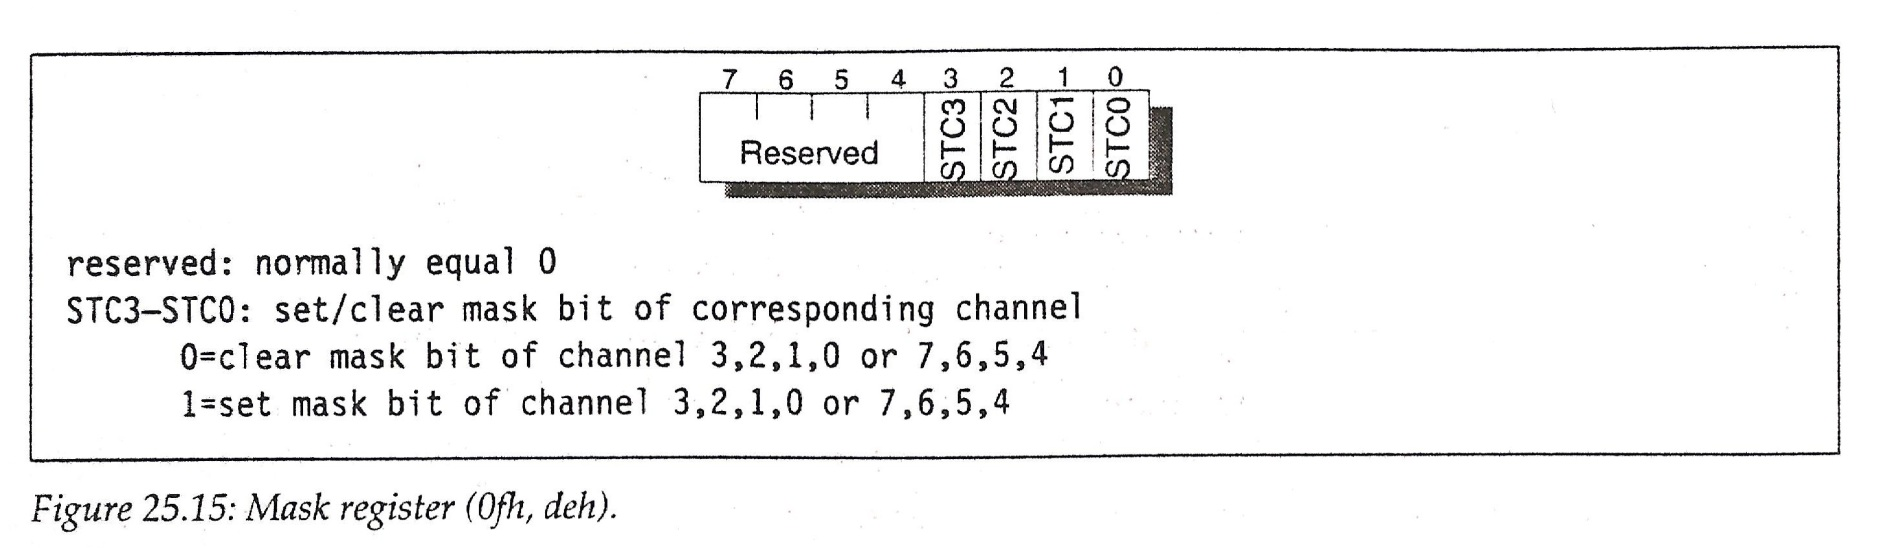 7 6 5 4 3 2 1 0
Reserved STC3 STC2 STC1 STC0
reserved: normally equal 0
STC3–STC0: set/clear mask bit of corresponding channel
0=clear mask bit of channel 3,2,1,0 or 7,6,5,4
1=set mask bit of channel 3,2,1,0 or 7,6,5,4
Figure 25.15: Mask register (0fh, deh).